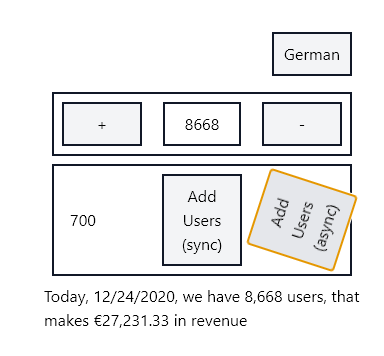 German
+ 8668 -
700
Add
Users
(sync)
Add
Users
(async)
Today, 12/24/2020, we have 8,668 users, that
makes €27,231.33 in revenue